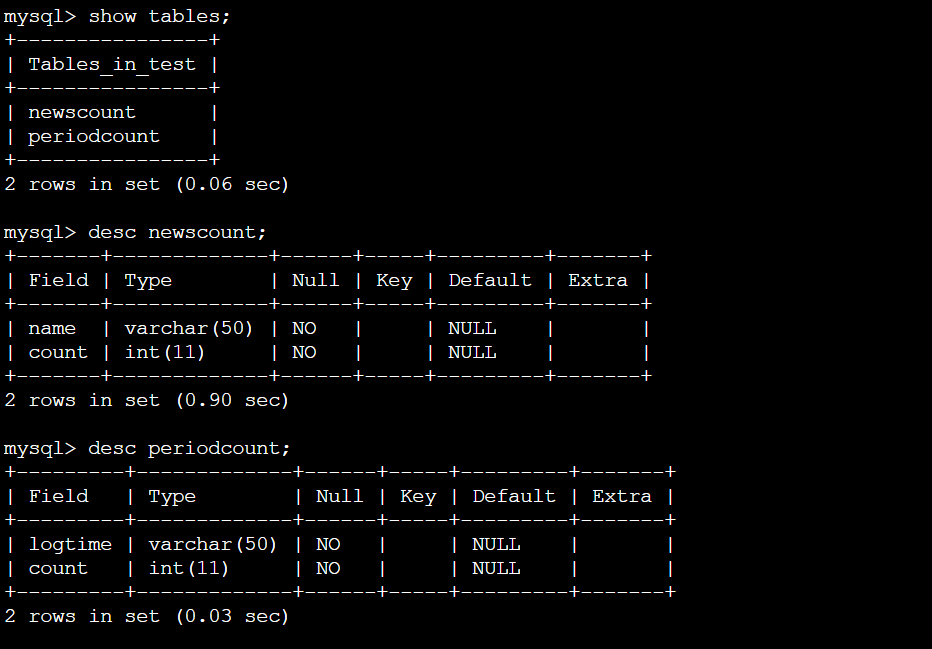 mysql> show tables;
+----------------+
| Tables_in_test |
+----------------+
| newscount      |
| periodcount    |
+----------------+
2 rows in set (0.06 sec)

mysql> desc newscount;
+-------+-------------+------+-----+---------+-------+
| Field | Type        | Null | Key | Default | Extra |
+-------+-------------+------+-----+---------+-------+
| name  | varchar(50) | NO   |     | NULL    |       |
| count | int(11)     | NO   |     | NULL    |       |
+-------+-------------+------+-----+---------+-------+
2 rows in set (0.90 sec)

mysql> desc periodcount;
+---------+-------------+------+-----+---------+-------+
| Field   | Type        | Null | Key | Default | Extra |
+---------+-------------+------+-----+---------+-------+
| logtime | varchar(50) | NO   |     | NULL    |       |
| count   | int(11)     | NO   |     | NULL    |       |
+---------+-------------+------+-----+---------+-------+
2 rows in set (0.03 sec)